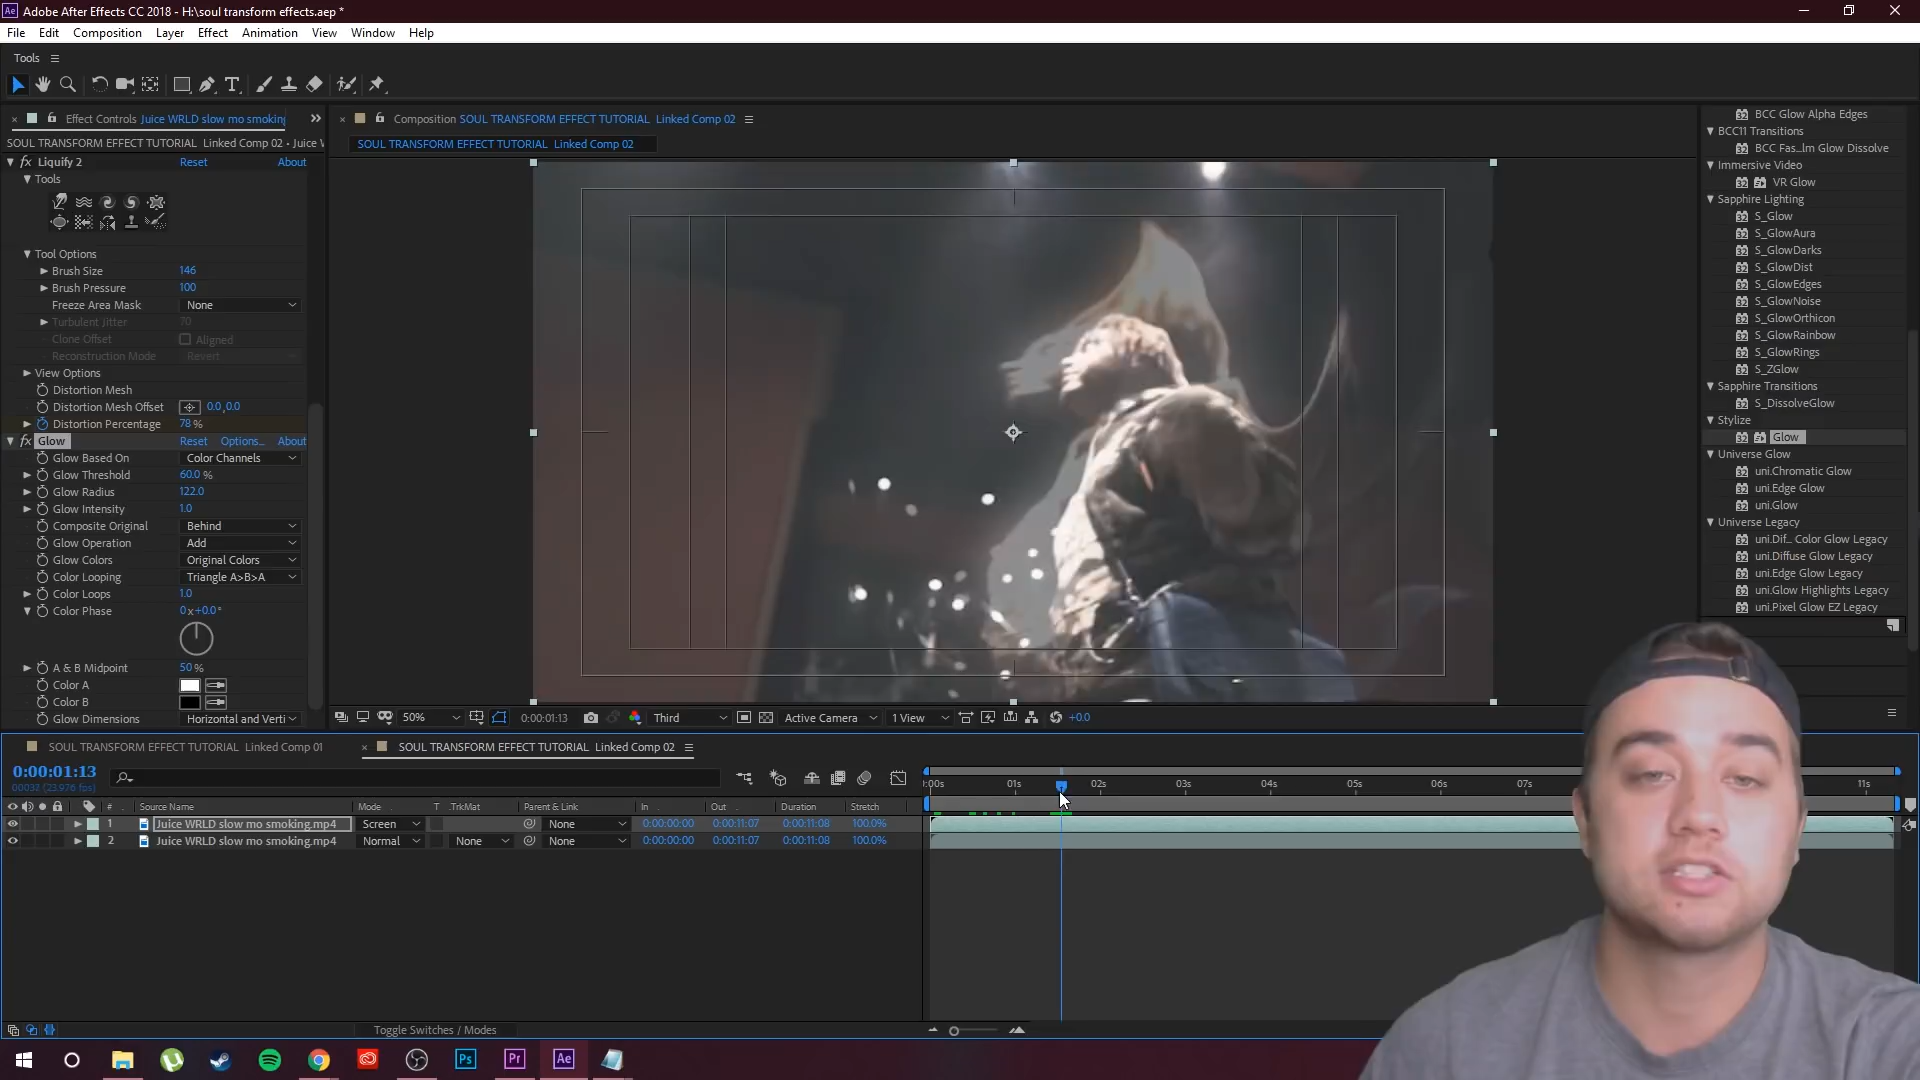 Adobe After Effects CC 2018 - H:\soul transform effects.aep *
File Edit Composition Layer Effect Animation View Window Help
Tools
Effect Controls Juice WRLD slow mo smoking
SOUL TRANSFORM EFFECT TUTORIAL Linked Comp 02 • Juice W
Liquify 2 Reset About
Tools
Tool Options
Brush Size 146
Brush Pressure 100
Freeze Area Mask None
Turbulent Jitter 70
Clone Offset Aligned
Reconstruction Mode Revert
View Options
Distortion Mesh
Distortion Mesh Offset 0.0,0.0
Distortion Percentage 78 %
Glow Reset Options... About
Glow Based On Color Channels
Glow Threshold 60.0 %
Glow Radius 122.0
Glow Intensity 1.0
Composite Original Behind
Glow Operation Add
Glow Colors Original Colors
Color Looping Triangle A>B>A
Color Loops 1.0
Color Phase 0x+0.0°
A & B Midpoint 50 %
Color A
Color B
Glow Dimensions Horizontal and Verti
Composition SOUL TRANSFORM EFFECT TUTORIAL Linked Comp 02
SOUL TRANSFORM EFFECT TUTORIAL Linked Comp 02
50% 0:00:01:13 Third Active Camera 1 View +0.0
BCC Glow Alpha Edges
BCC11 Transitions
BCC Fas...lm Glow Dissolve
Immersive Video
VR Glow
Sapphire Lighting
S_Glow
S_GlowAura
S_GlowDarks
S_GlowDist
S_GlowEdges
S_GlowNoise
S_GlowOrthicon
S_GlowRainbow
S_GlowRings
S_ZGlow
Sapphire Transitions
S_DissolveGlow
Stylize
Glow
Universe Glow
uni.Chromatic Glow
uni.Edge Glow
uni.Glow
Universe Legacy
uni.Dif... Color Glow Legacy
uni.Diffuse Glow Legacy
uni.Edge Glow Legacy
uni.Glow Highlights Legacy
uni.Pixel Glow EZ Legacy
SOUL TRANSFORM EFFECT TUTORIAL Linked Comp 01
SOUL TRANSFORM EFFECT TUTORIAL Linked Comp 02
0:00:01:13
00037 (23.976 fps)
:00s 01s 02s 03s 04s 05s 06s 07s 11s
# Source Name Mode T .TrkMat Parent & Link In Out Duration Stretch
1 Juice WRLD slow mo smoking.mp4 Screen None 0:00:00:00 0:00:11:07 0:00:11:08 100.0%
2 Juice WRLD slow mo smoking.mp4 Normal None None 0:00:00:00 0:00:11:07 0:00:11:08 100.0%
Toggle Switches / Modes
Ps Pr Ae